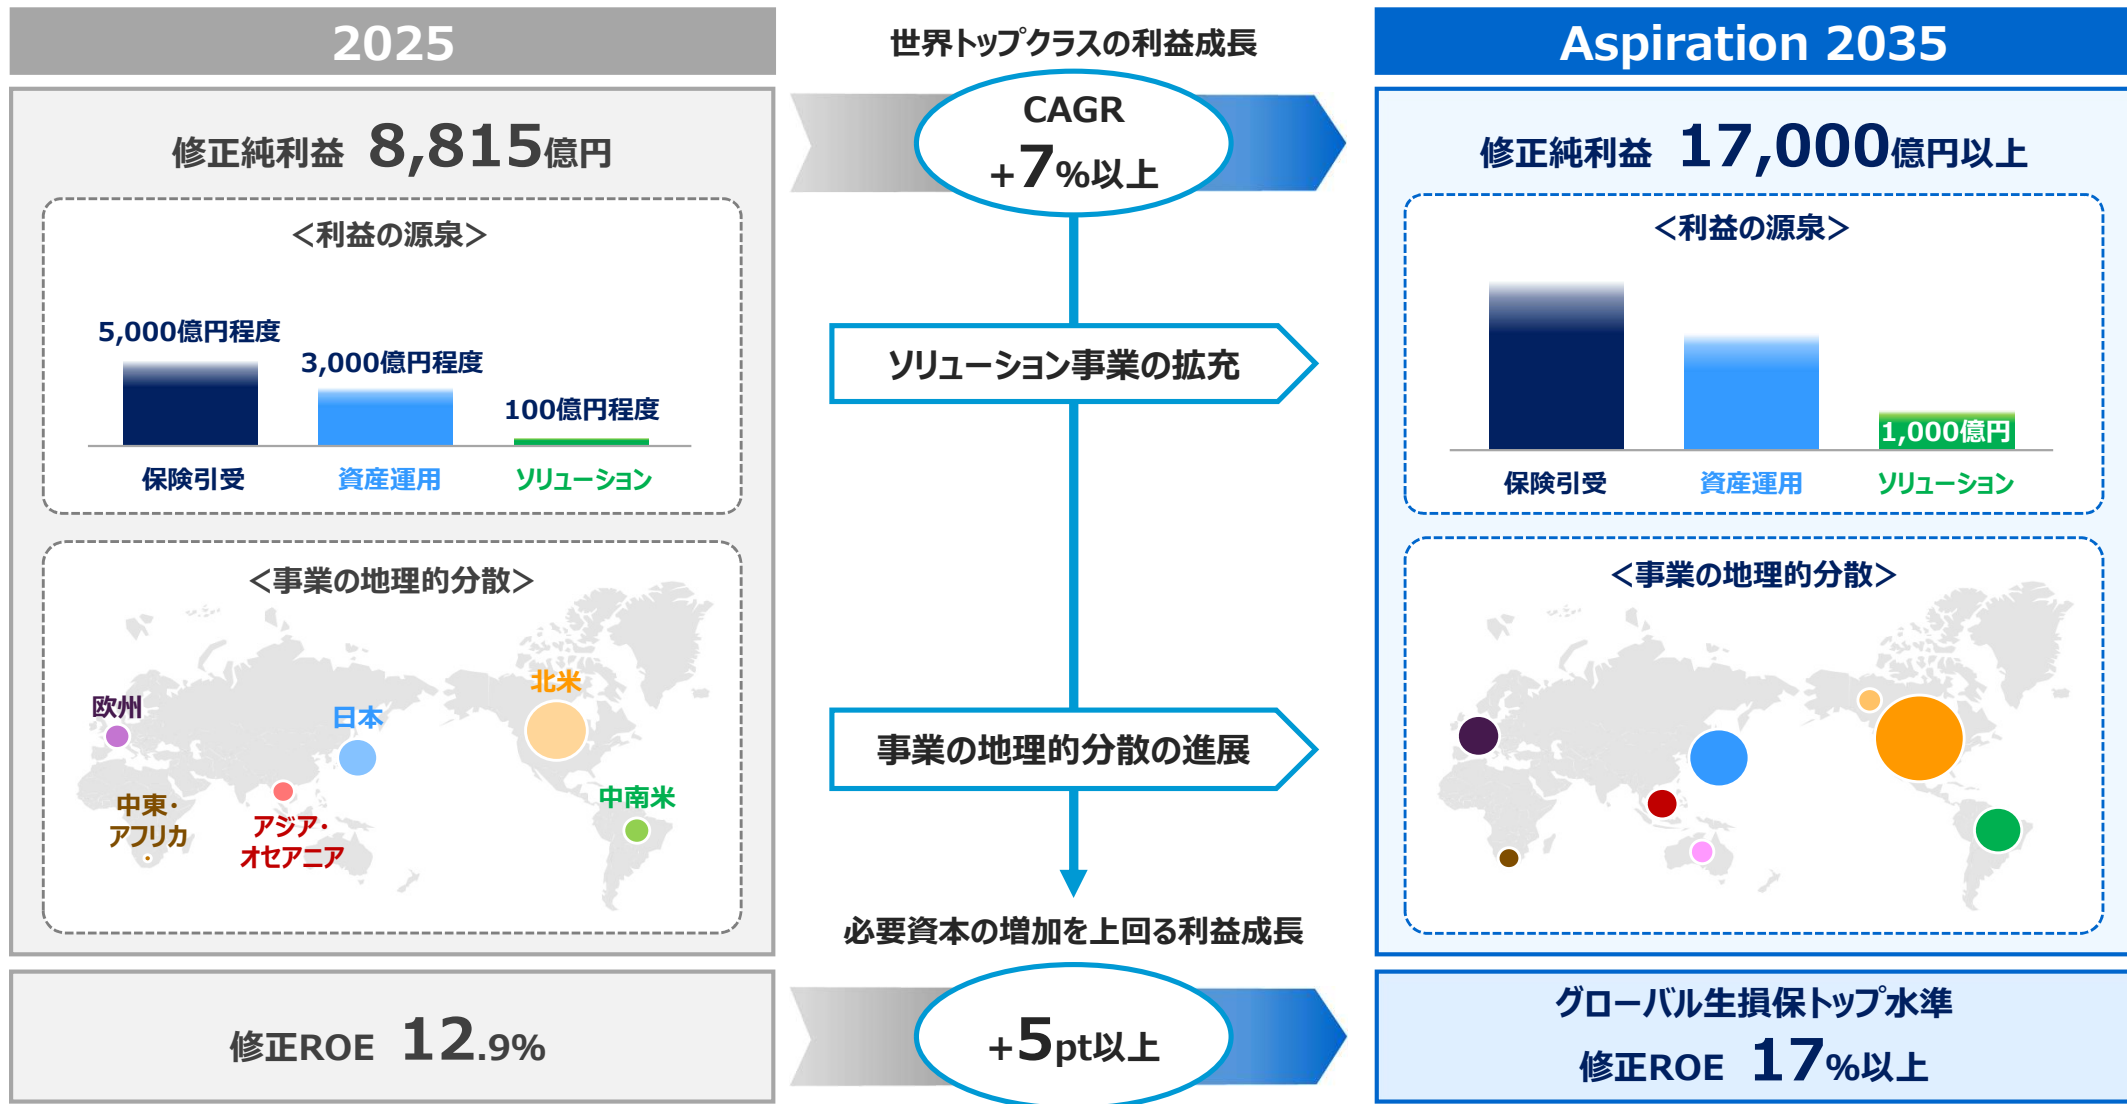 2025
修正純利益 8,815億円
<利益の源泉>
5,000億円程度
3,000億円程度
100億円程度
保険引受
資産運用
ソリューション
<事業の地理的分散>
欧州
日本
北米
中東・
アフリカ
アジア・
オセアニア
中南米
修正ROE 12.9%
世界トップクラスの利益成長
CAGR
+7%以上
ソリューション事業の拡充
事業の地理的分散の進展
必要資本の増加を上回る利益成長
+5pt以上
Aspiration 2035
修正純利益 17,000億円以上
<利益の源泉>
1,000億円
保険引受
資産運用
ソリューション
<事業の地理的分散>
グローバル生損保トップ水準
修正ROE 17%以上